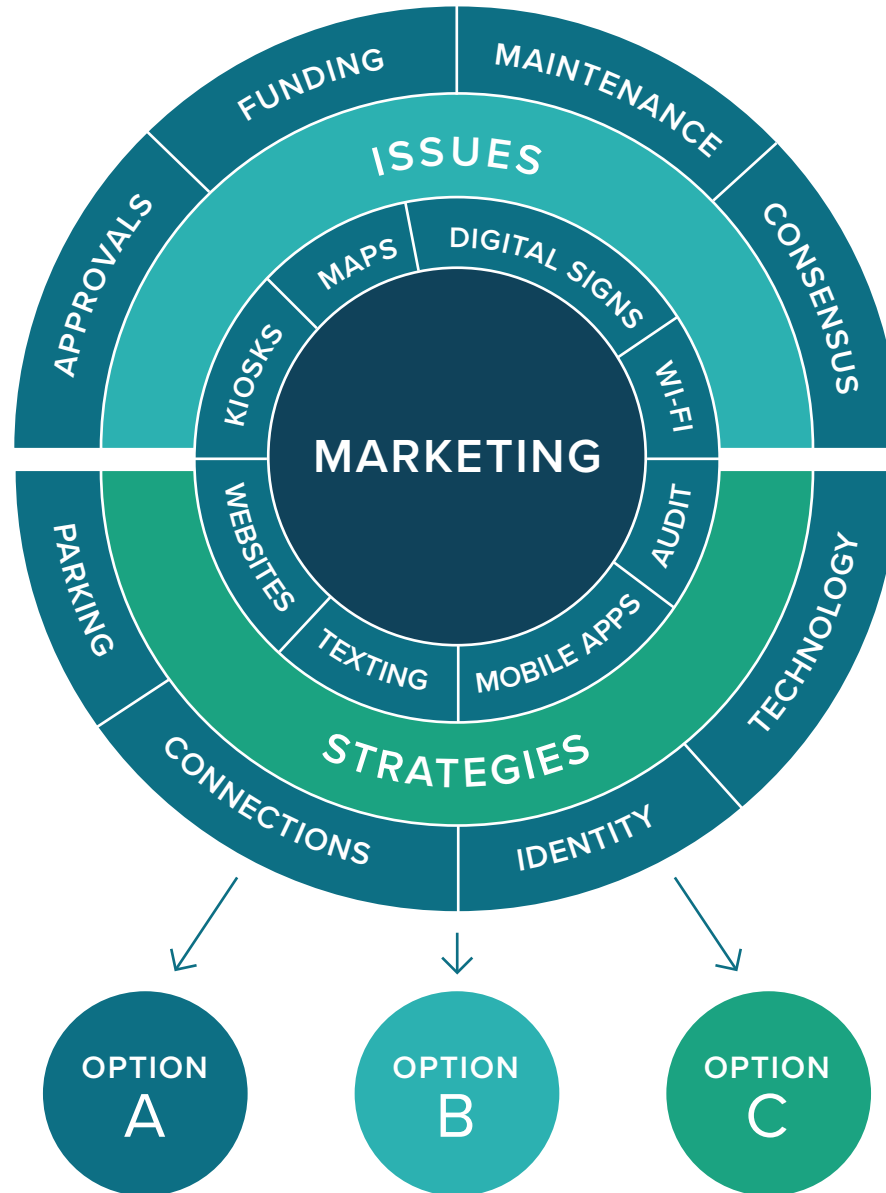 APPROVALS
FUNDING
MAINTENANCE
CONSENSUS
ISSUES
KIOSKS
MAPS
DIGITAL SIGNS
WI-FI
MARKETING
WEBSITES
TEXTING
MOBILE APPS
AUDIT
STRATEGIES
PARKING
CONNECTIONS
IDENTITY
TECHNOLOGY
OPTION
A
OPTION
B
OPTION
C